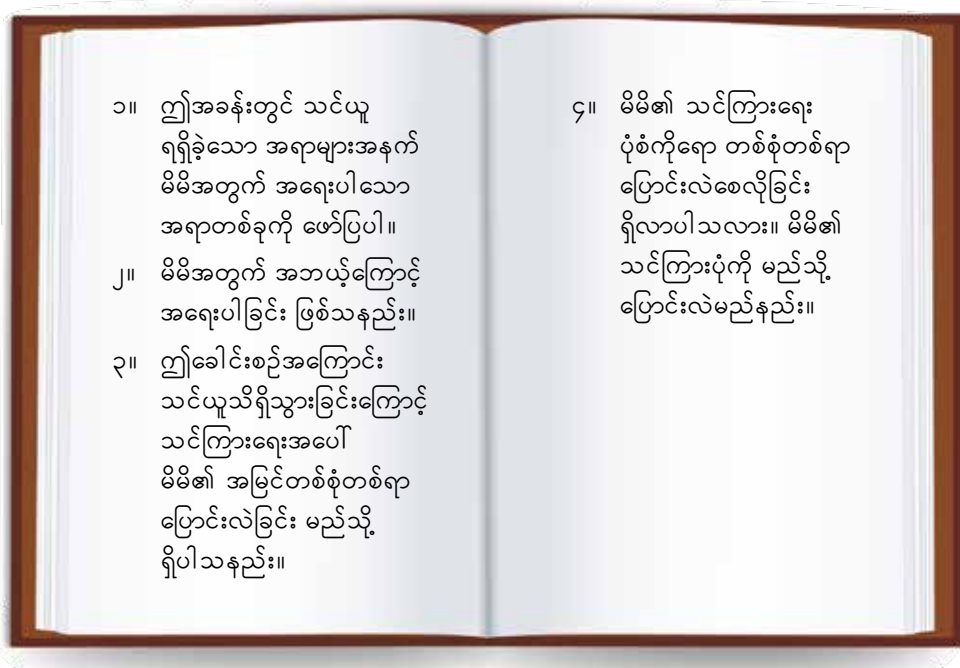 ၁။ ဤအခန်းတွင် သင်ယူ
ရရှိခဲ့သော အရာများအနက်
မိမိအတွက် အရေးပါသော
အရာတစ်ခုကို ဖော်ပြပါ။
၂။ မိမိအတွက် အဘယ့်ကြောင့်
အရေးပါခြင်း ဖြစ်သနည်း။
၃။ ဤခေါင်းစဉ်အကြောင်း
သင်ယူသိရှိသွားခြင်းကြောင့်
သင်ကြားရေးအပေါ်
မိမိ၏ အမြင်တစ်စုံတစ်ရာ
ပြောင်းလဲခြင်း မည်သို့
ရှိပါသနည်း။
၄။ မိမိ၏ သင်ကြားရေး
ပုံစံကိုရော တစ်စုံတစ်ရာ
ပြောင်းလဲစေလိုခြင်း
ရှိလာပါသလား။ မိမိ၏
သင်ကြားပုံကို မည်သို့
ပြောင်းလဲမည်နည်း။